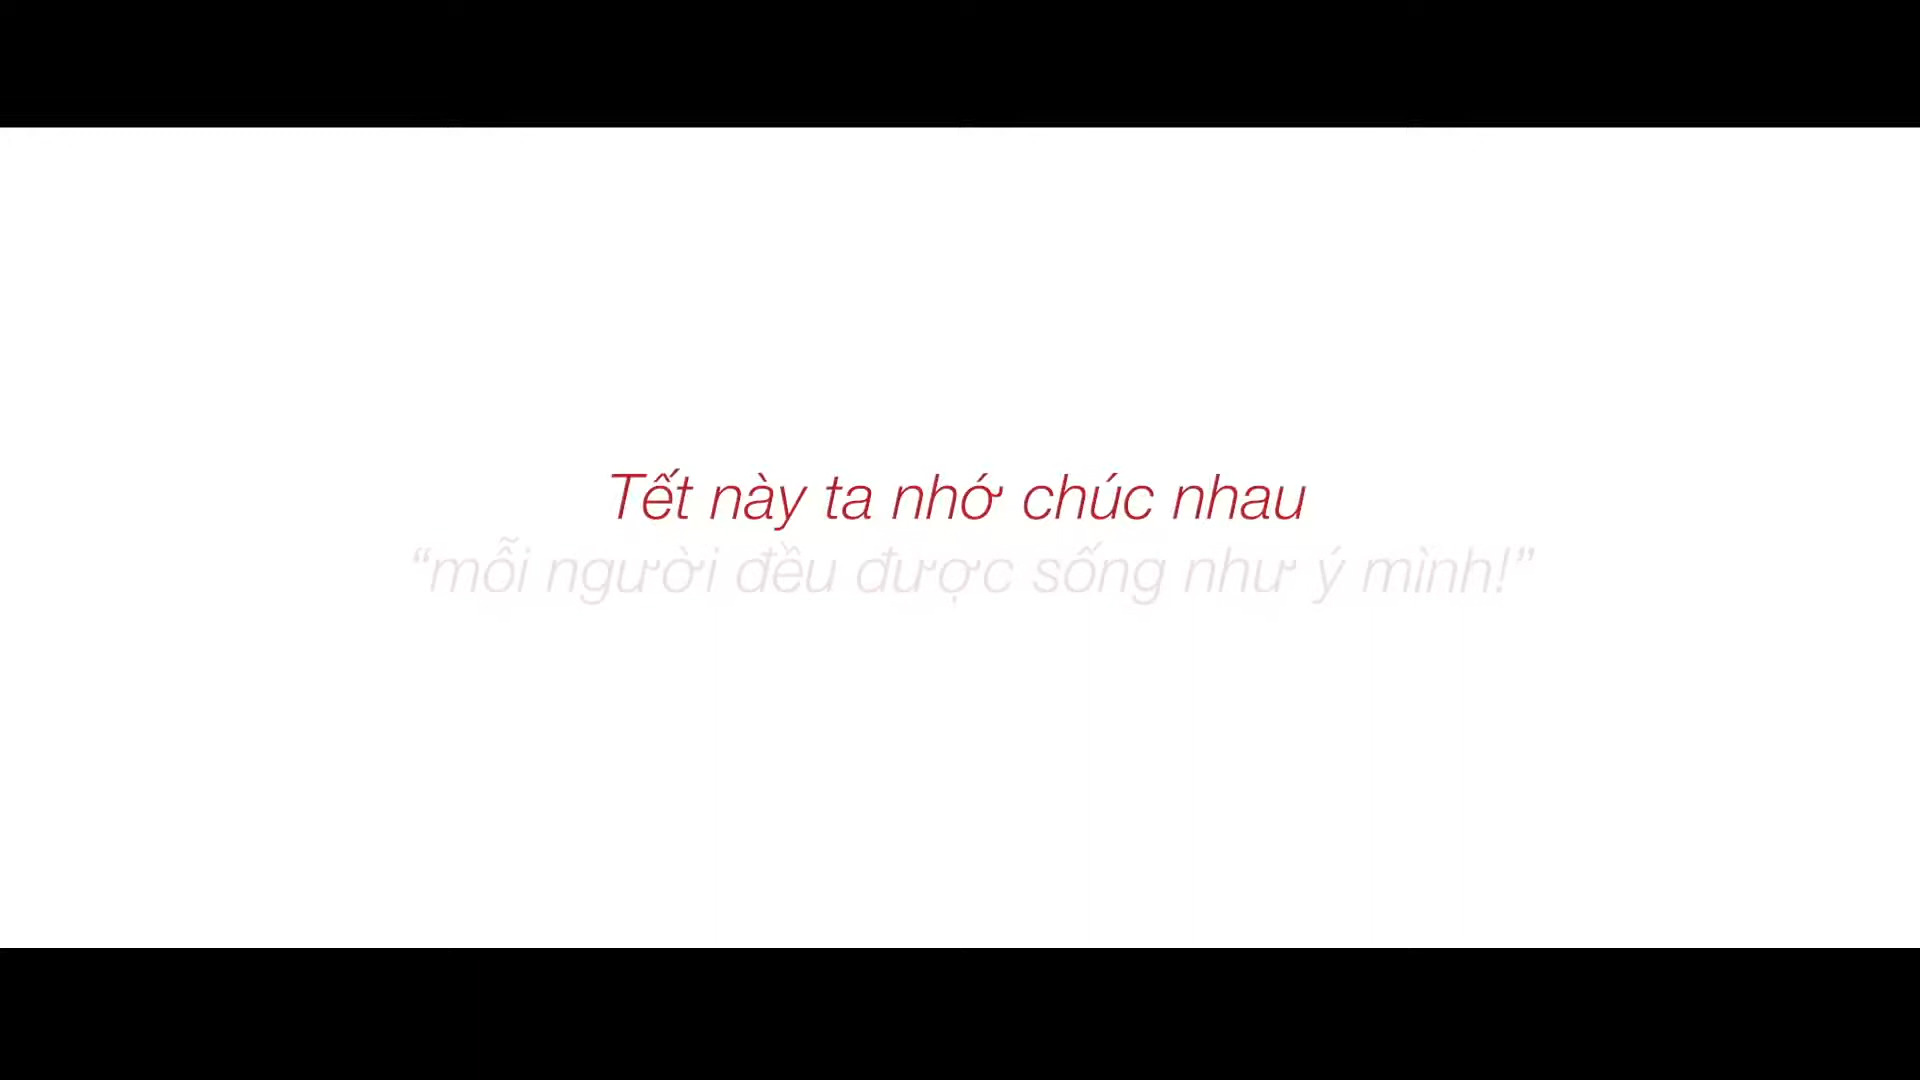 Tết này ta nhớ chúc nhau
“mỗi người đều được sống như ý mình!”